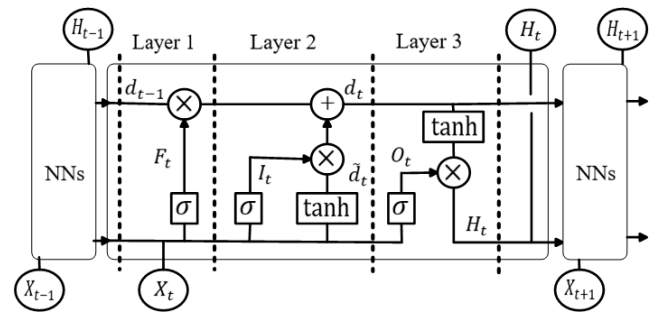 H_{t-1}
Layer 1
Layer 2
Layer 3
H_t
H_{t+1}
d_{t-1}
×
+
d_t
tanh
F_t
I_t
×
d̃_t
O_t
×
NNs
NNs
σ
σ
tanh
σ
H_t
X_{t-1}
X_t
X_{t+1}